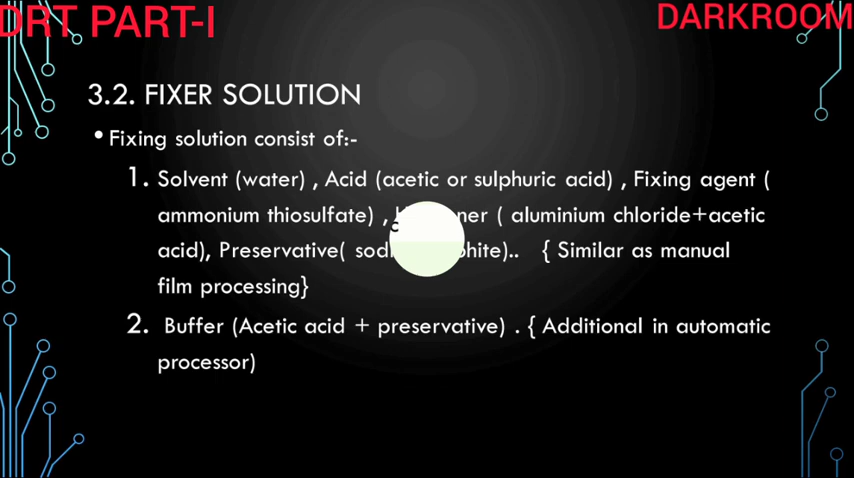 DRT PART-I
DARKROOM
3.2. FIXER SOLUTION
• Fixing solution consist of:-
1. Solvent (water) , Acid (acetic or sulphuric acid) , Fixing agent (
ammonium thiosulfate) , ( aluminium chloride+acetic
acid), Preservative( .. { Similar as manual
film processing}
2. Buffer (Acetic acid + preservative) . { Additional in automatic
processor)